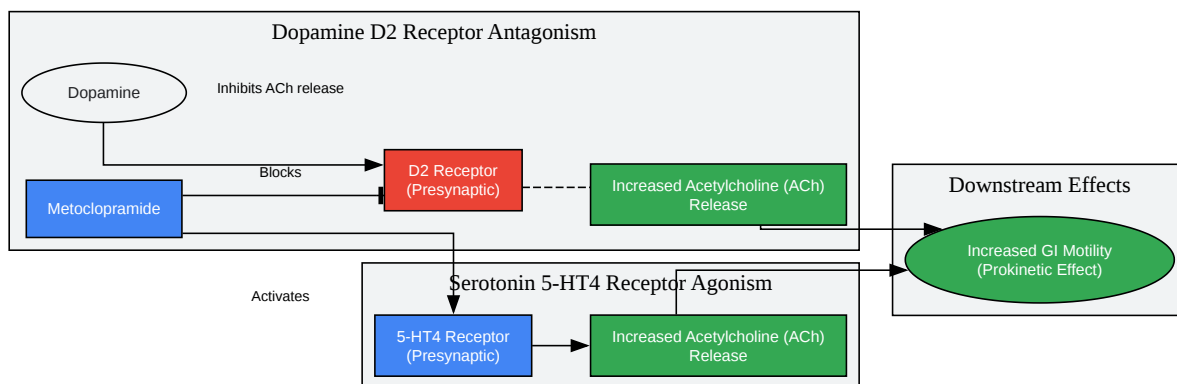 Dopamine D2 Receptor Antagonism
Dopamine
Inhibits ACh release
Blocks
D2 Receptor
(Presynaptic)
Metoclopramide
Increased Acetylcholine (ACh)
Release
Downstream Effects
Increased GI Motility
(Prokinetic Effect)
Serotonin 5-HT4 Receptor Agonism
Activates
5-HT4 Receptor
(Presynaptic)
Increased Acetylcholine (ACh)
Release